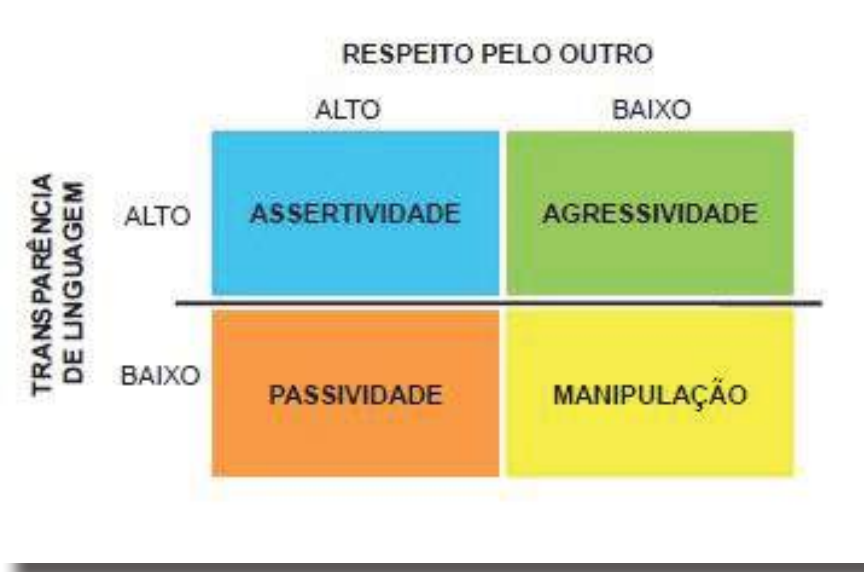 RESPEITO PELO OUTRO
ALTO BAIXO
TRANSPARÊNCIA
DE LINGUAGEM
ALTO
ASSERTIVIDADE
AGRESSIVIDADE
BAIXO
PASSIVIDADE
MANIPULAÇÃO